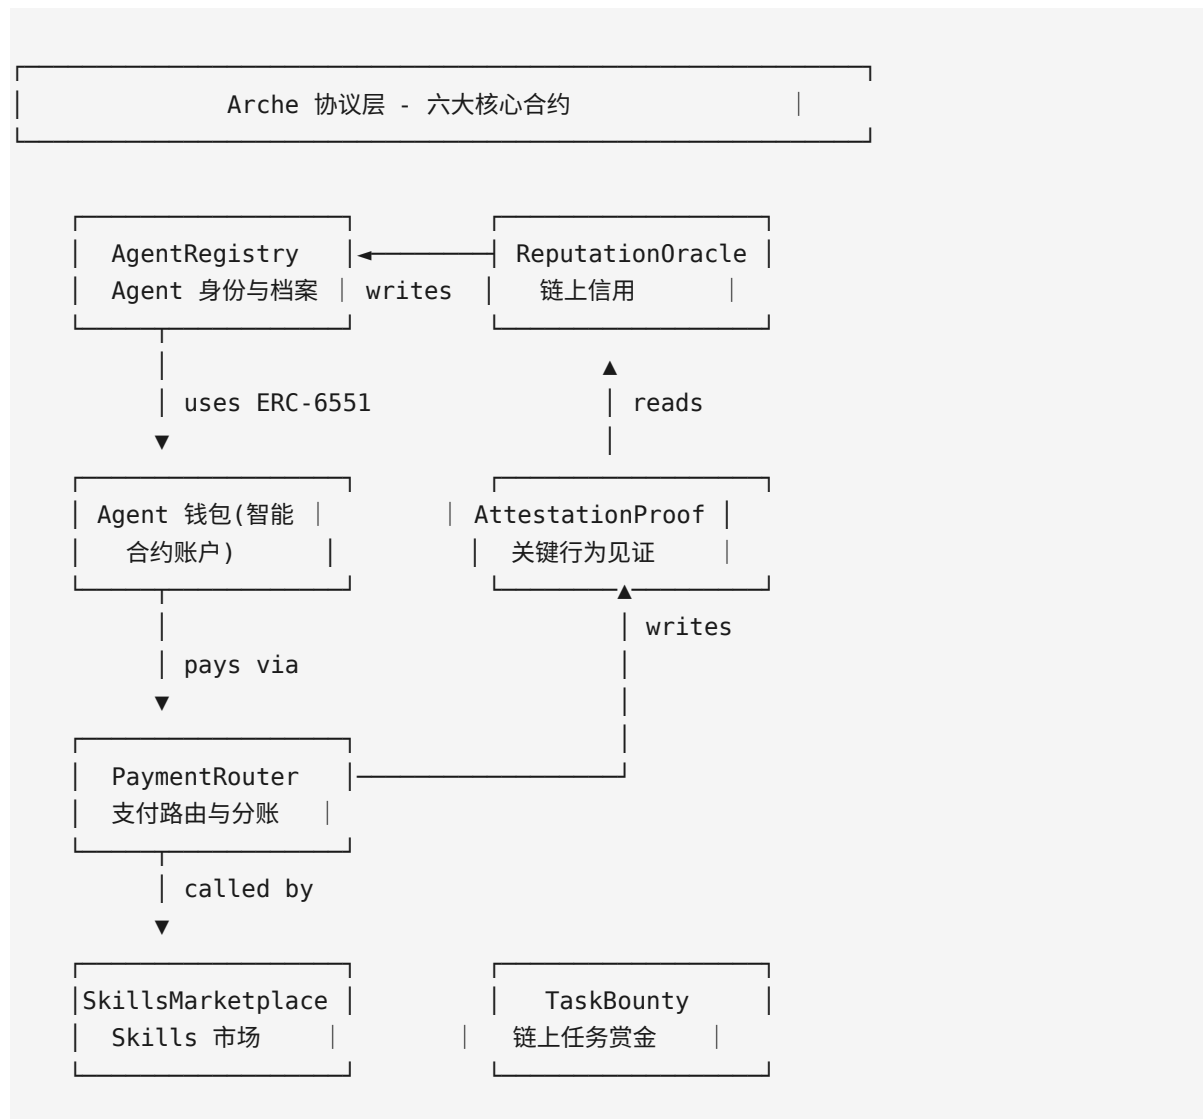 Arche 协议层 - 六大核心合约
AgentRegistry ReputationOracle
Agent 身份与档案 writes 链上信用
uses ERC-6551 reads
Agent 钱包(智能 AttestationProof
合约账户) 关键行为见证
writes
pays via
PaymentRouter
支付路由与分账
called by
SkillsMarketplace TaskBounty
Skills 市场 链上任务赏金